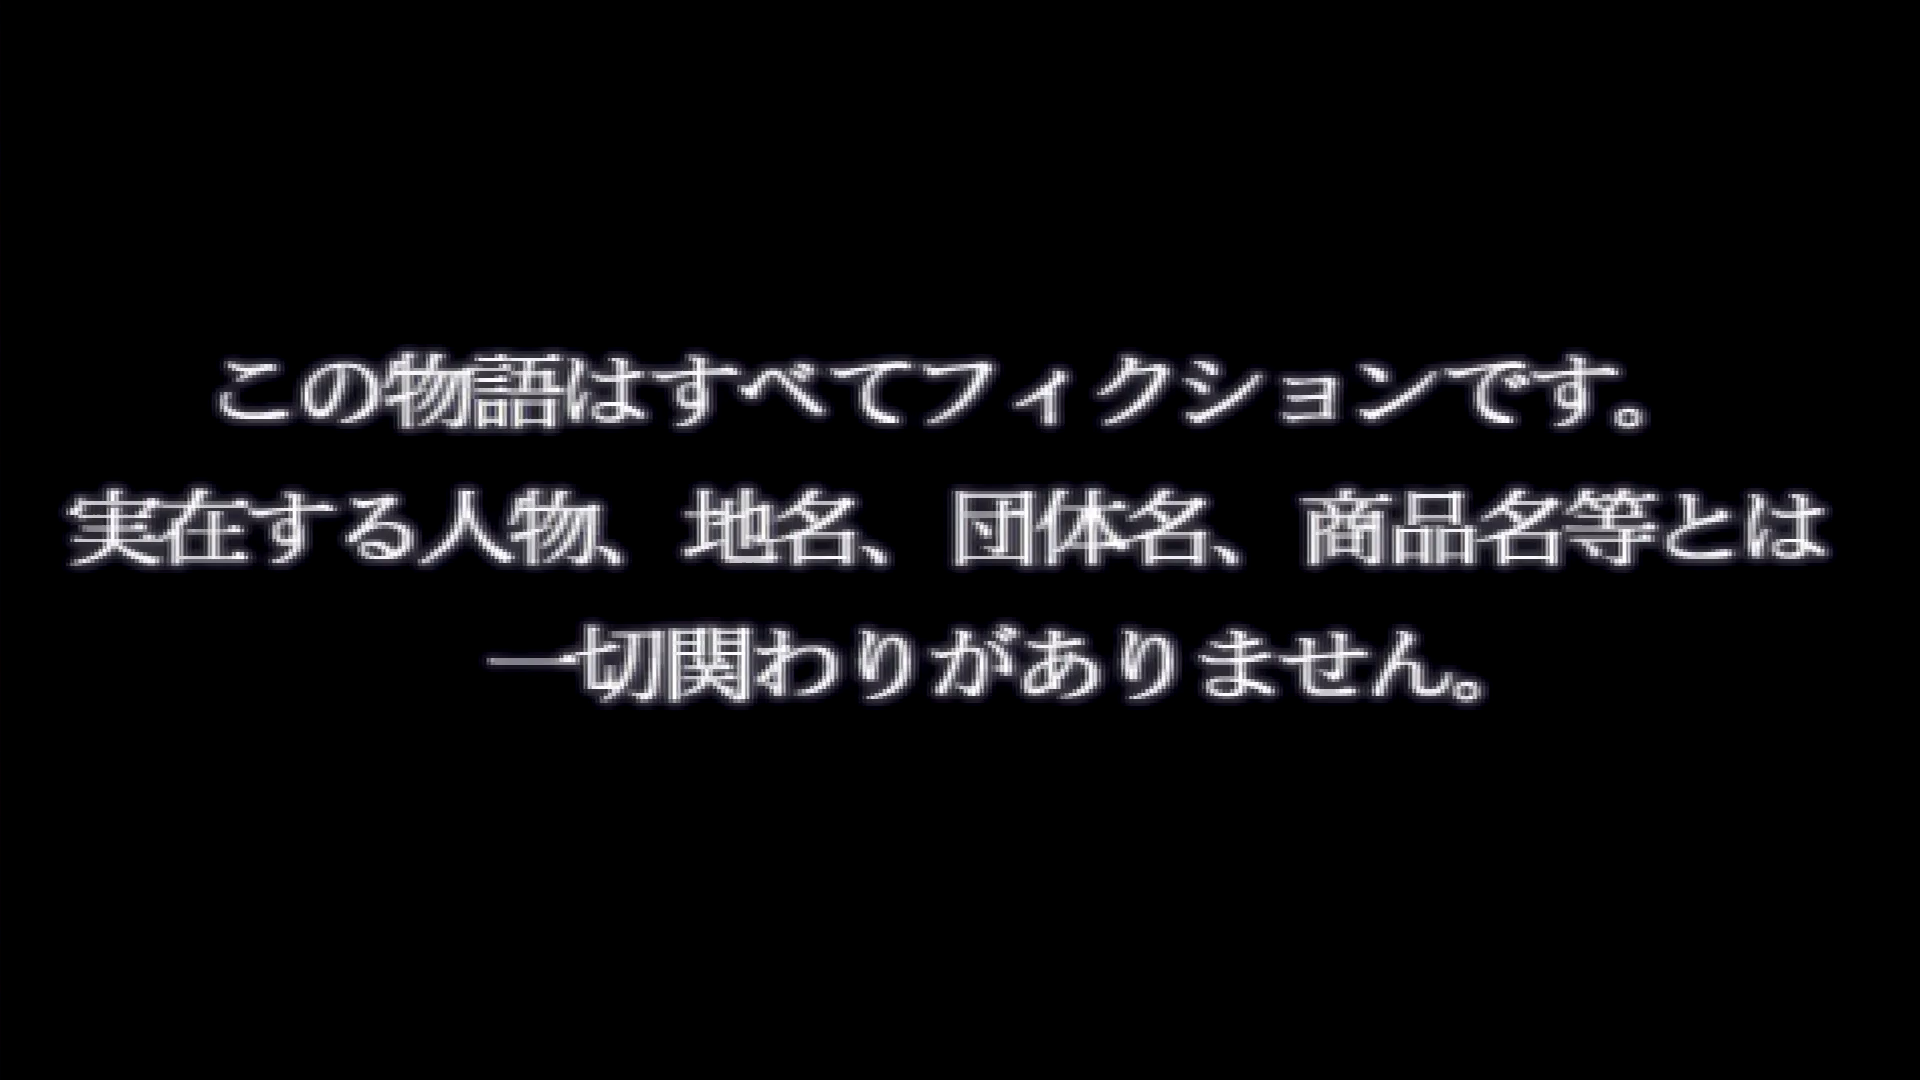 この物語はすべてフィクションです。
実在する人物、地名、団体名、商品名等とは
一切関わりがありません。